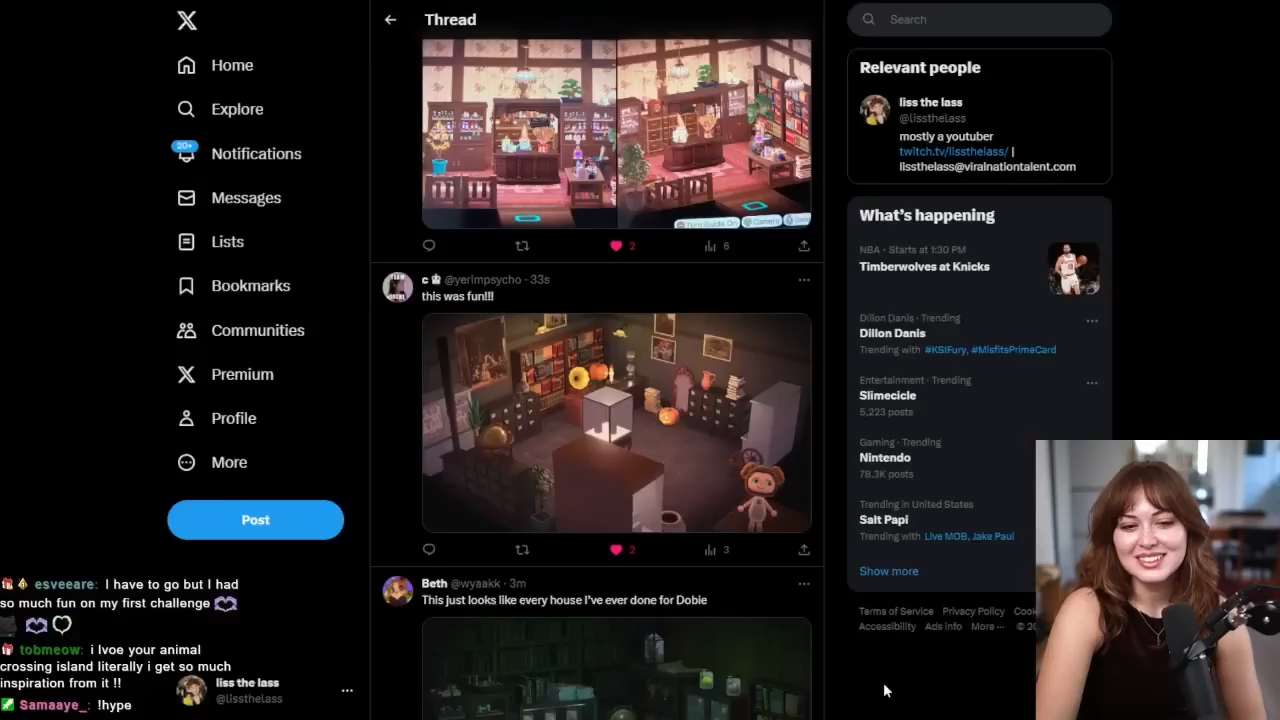 Thread
Home
Explore
20+
Notifications
Messages
Lists
Bookmarks
Communities
Premium
Profile
More
Post
esveeare: I have to go but I had
so much fun on my first challenge
tobmeow: i lvoe your animal
crossing island literally i get so much
inspiration from it !!
Samaaye_: !hype
liss the lass
@lissthelass
2
6
c @yerimpsycho · 33s
this was fun!!!
2
3
Beth @wyaakk · 3m
This just looks like every house I've ever done for Dobie
Search
Relevant people
liss the lass
@lissthelass
mostly a youtuber
twitch.tv/lissthelass/ |
lissthelass@viralnationtalent.com
What's happening
NBA · Starts at 1:30 PM
Timberwolves at Knicks
Dillon Danis · Trending
Dillon Danis
Trending with #KSIFury, #MisfitsPrimeCard
Entertainment · Trending
Slimecicle
5,223 posts
Gaming · Trending
Nintendo
78.3K posts
Trending in United States
Salt Papi
Trending with Live MOB, Jake Paul
Show more
Terms of Service Privacy Policy Cook
Accessibility Ads info More ··· © 20